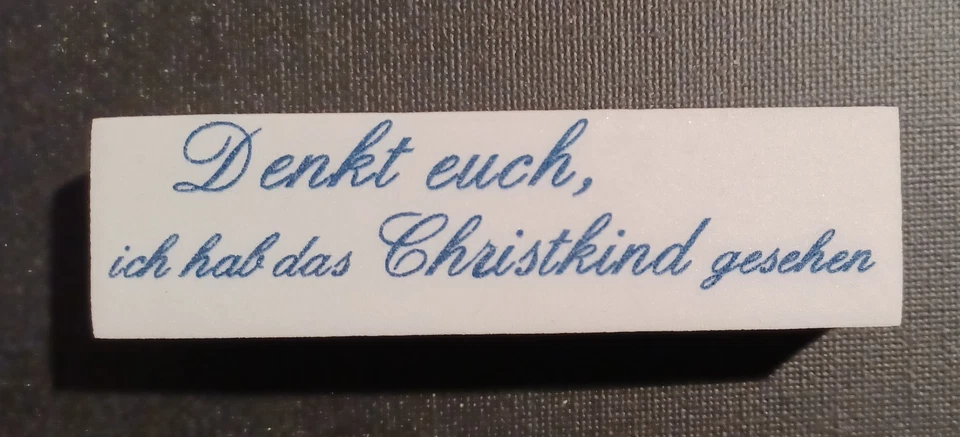 Denkt euch,
ich hab das Christkind gesehen